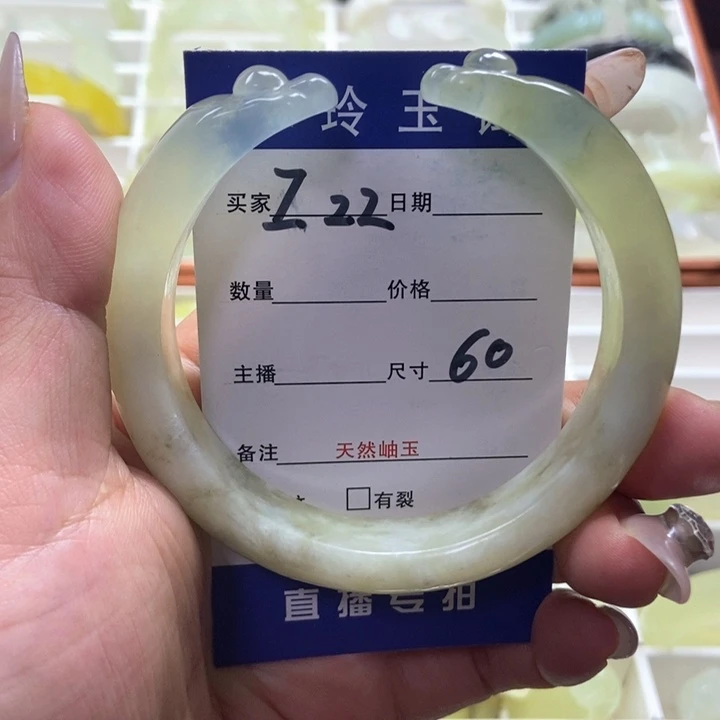 玲玉
买家 Z 22 日期
数量 价格
主播 尺寸 60
备注 天然岫玉
□有裂
直播专拍